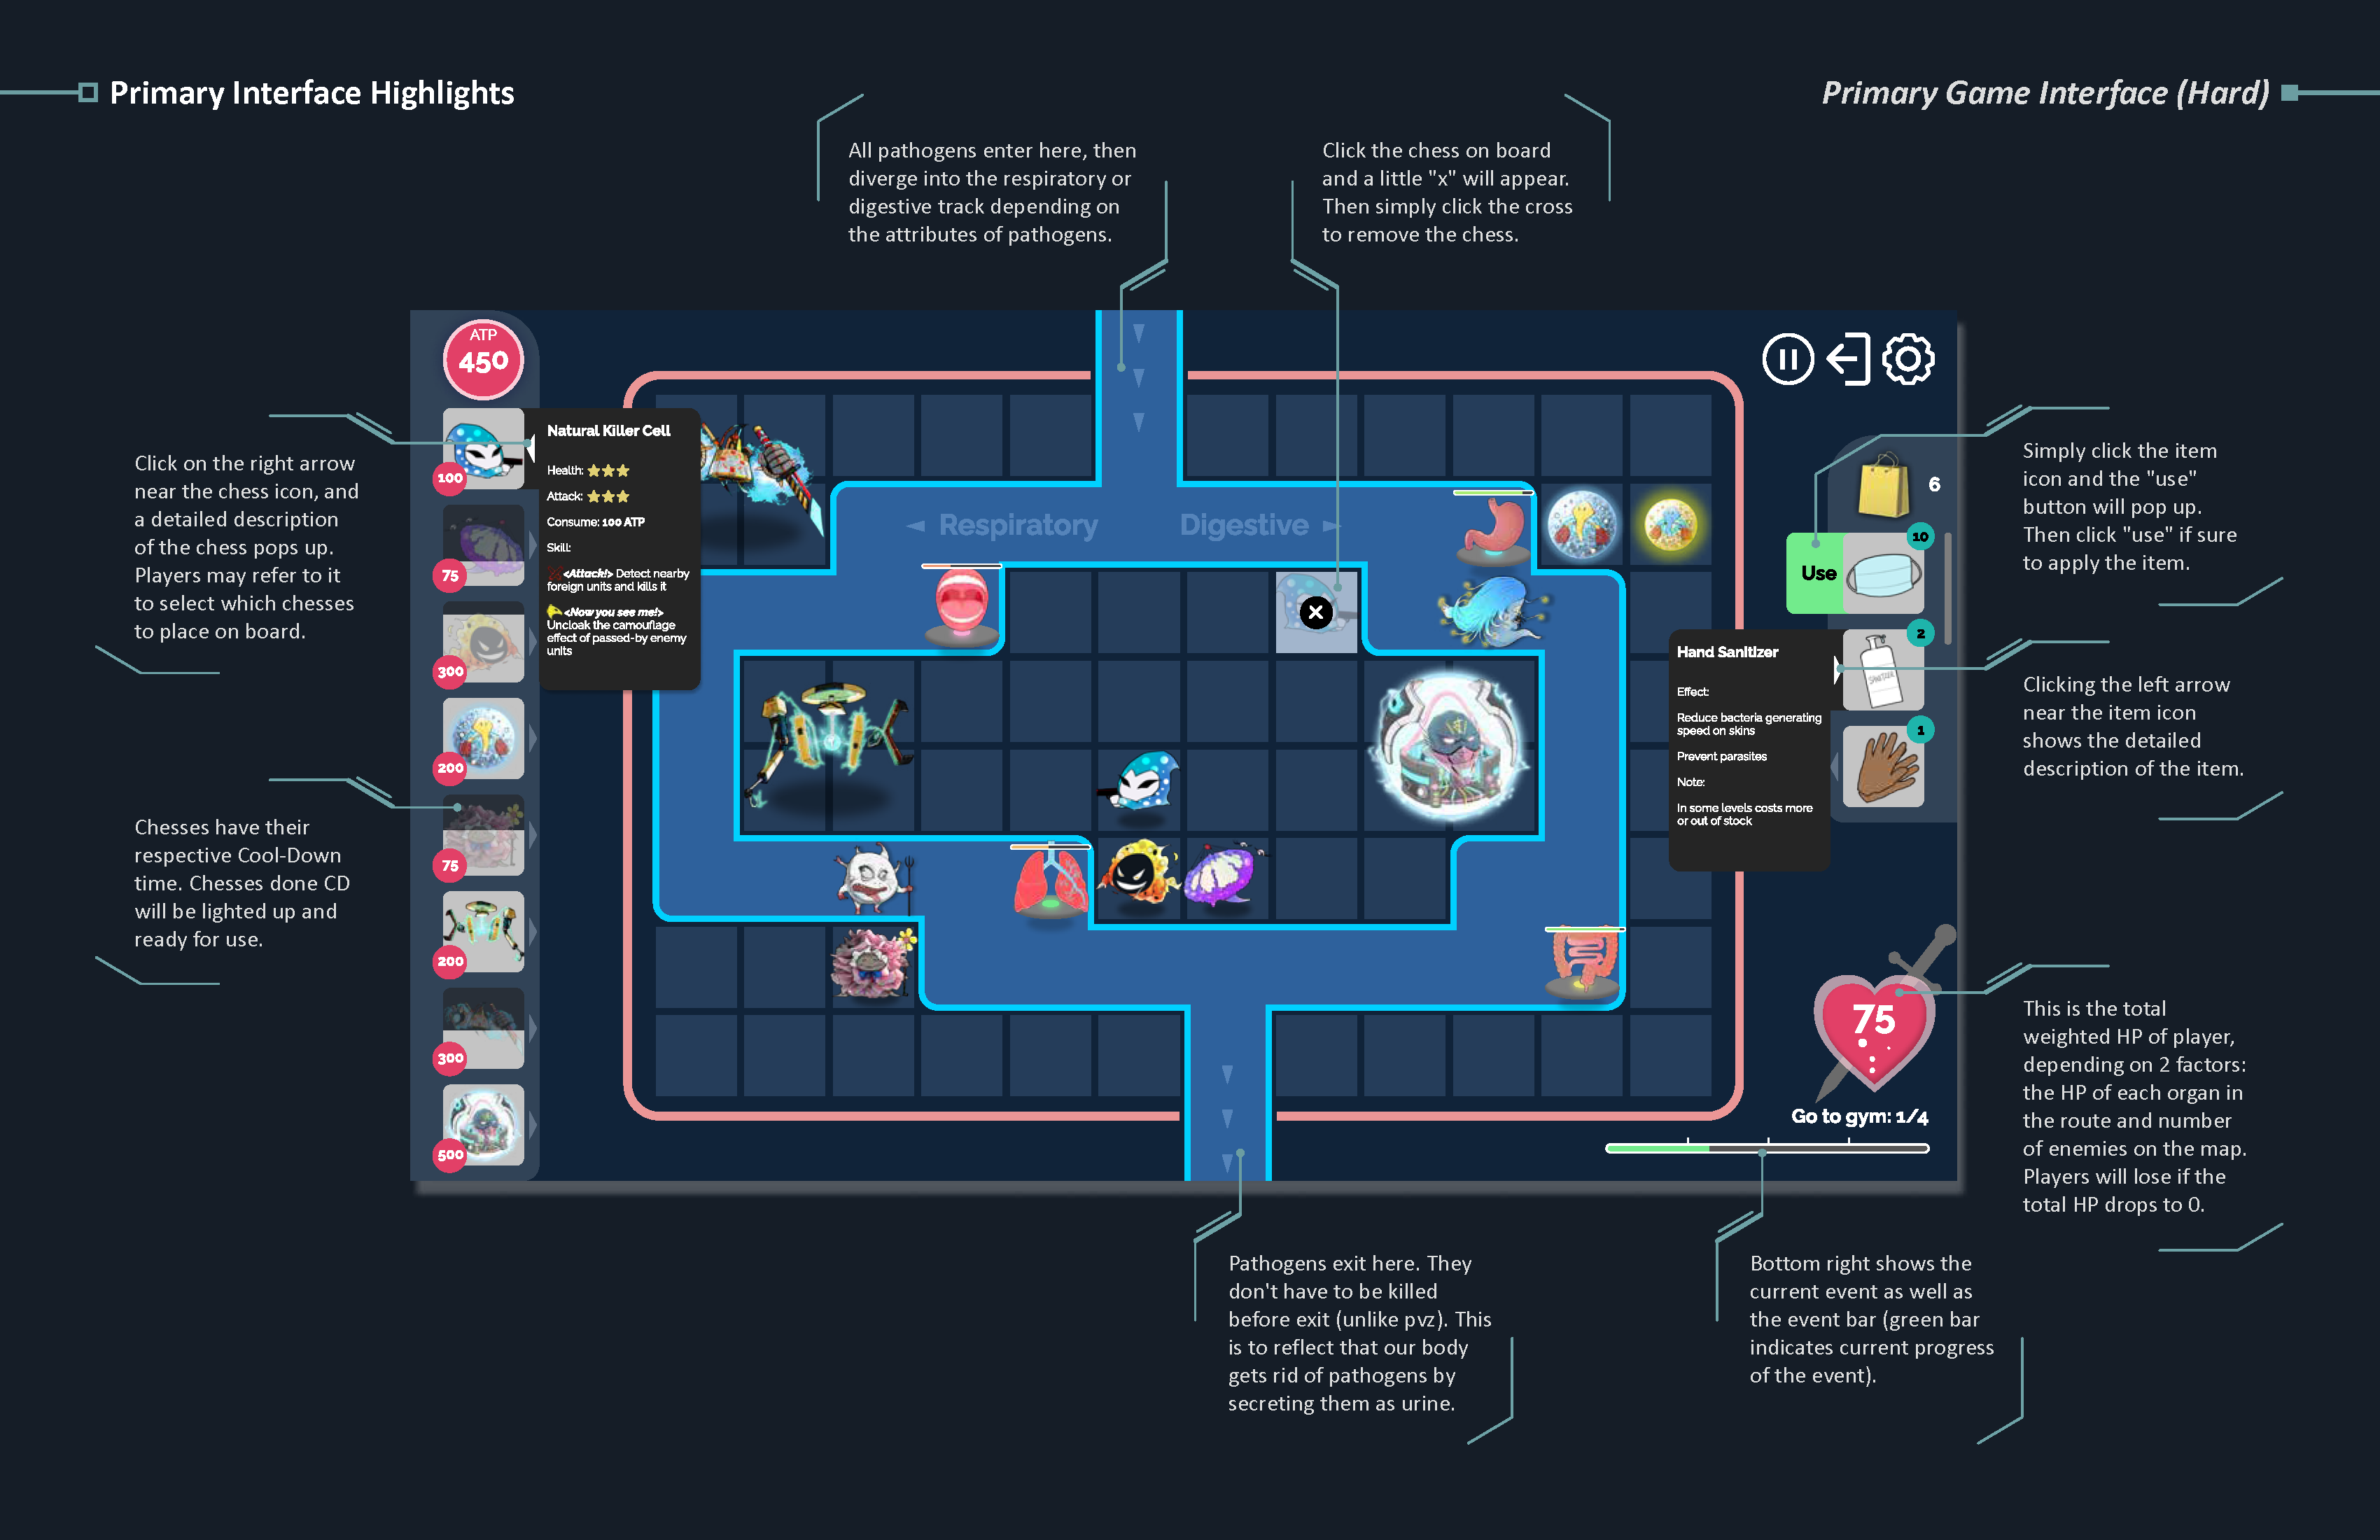 Primary Interface Highlights
Primary Game Interface (Hard)
All pathogens enter here, then
diverge into the respiratory or
digestive track depending on
the attributes of pathogens.
Click the chess on board
and a little "x" will appear.
Then simply click the cross
to remove the chess.
Click on the right arrow
near the chess icon, and
a detailed description
of the chess pops up.
Players may refer to it
to select which chesses
to place on board.
Chesses have their
respective Cool-Down
time. Chesses done CD
will be lighted up and
ready for use.
ATP
450
100
75
300
200
75
200
300
500
Natural Killer Cell
Health:
Attack:
Consume: 100 ATP
Skill:
<Attack!> Detect nearby
foreign units and kills it
<Now you see me!>
Uncloak the camouflage
effect of passed-by enemy
units
Respiratory
Digestive
6
10
Use
2
SANITIZER
1
Hand Sanitizer
Effect:
Reduce bacteria generating
speed on skins
Prevent parasites
Note:
In some levels costs more
or out of stock
75
Go to gym: 1/4
Simply click the item
icon and the "use"
button will pop up.
Then click "use" if sure
to apply the item.
Clicking the left arrow
near the item icon
shows the detailed
description of the item.
This is the total
weighted HP of player,
depending on 2 factors:
the HP of each organ in
the route and number
of enemies on the map.
Players will lose if the
total HP drops to 0.
Pathogens exit here. They
don't have to be killed
before exit (unlike pvz). This
is to reflect that our body
gets rid of pathogens by
secreting them as urine.
Bottom right shows the
current event as well as
the event bar (green bar
indicates current progress
of the event).